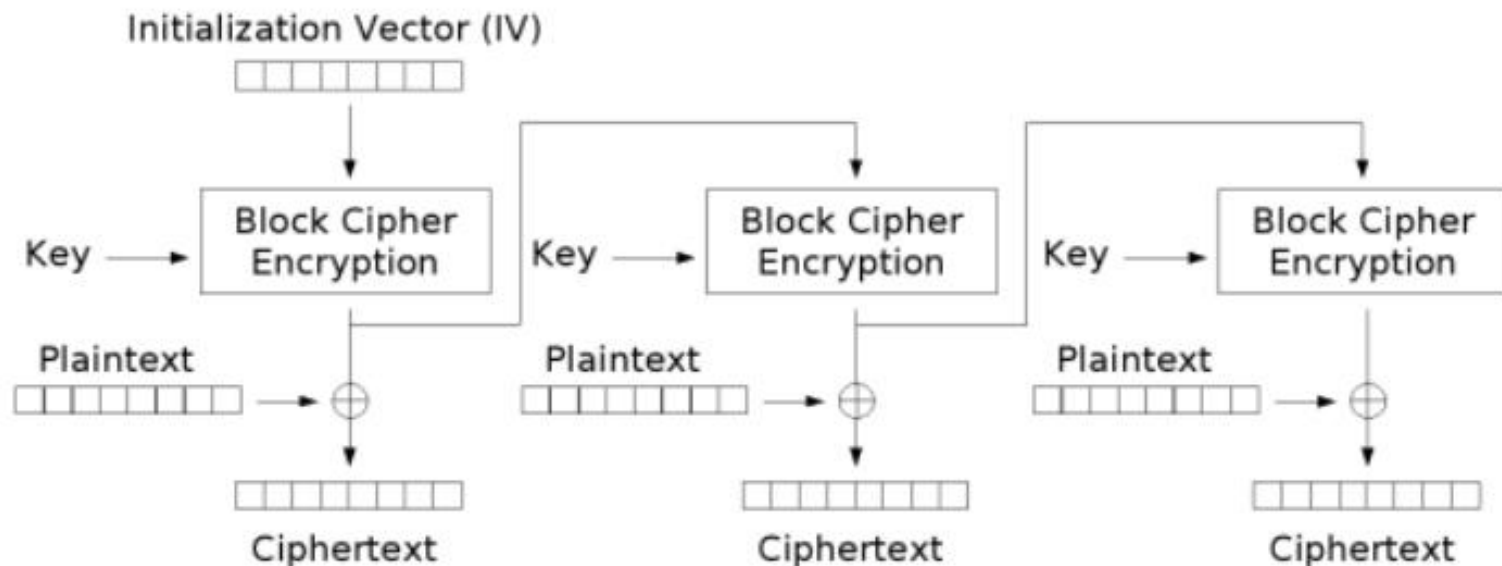 Initialization Vector (IV)
Block Cipher
Encryption
Key
Block Cipher
Encryption
Key
Block Cipher
Encryption
Key
Plaintext
Plaintext
Plaintext
Ciphertext
Ciphertext
Ciphertext